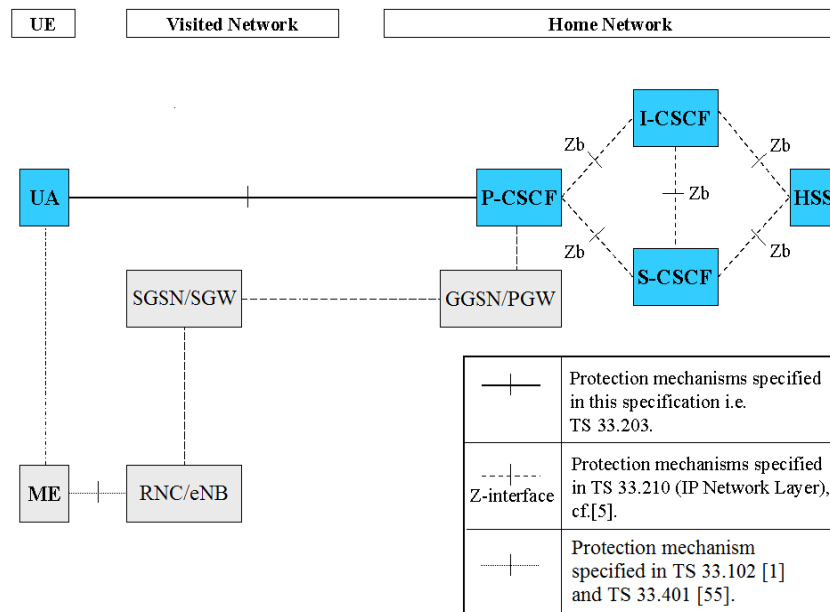 UE
Visited Network
Home Network
I-CSCF
Zb
Zb
UA
P-CSCF
Zb
HSS
Zb
Zb
S-CSCF
SGSN/SGW
GGSN/PGW
ME
RNC/eNB
Protection mechanisms specified
in this specification i.e.
TS 33.203.
Z-interface
Protection mechanisms specified
in TS 33.210 (IP Network Layer),
cf.[5].
Protection mechanism
specified in TS 33.102 [1]
and TS 33.401 [55].